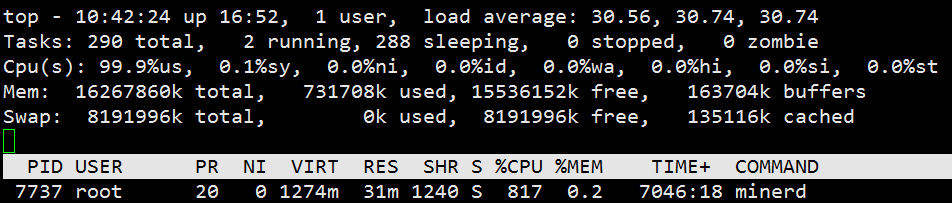 top - 10:42:24 up 16:52,  1 user,  load average: 30.56, 30.74, 30.74
Tasks: 290 total,   2 running, 288 sleeping,   0 stopped,   0 zombie
Cpu(s): 99.9%us,  0.1%sy,  0.0%ni,  0.0%id,  0.0%wa,  0.0%hi,  0.0%si,  0.0%st
Mem:  16267860k total,   731708k used, 15536152k free,   163704k buffers
Swap:  8191996k total,        0k used,  8191996k free,   135116k cached
  PID USER      PR  NI  VIRT  RES  SHR S %CPU %MEM    TIME+  COMMAND
 7737 root      20   0 1274m  31m 1240 S  817  0.2   7046:18 minerd